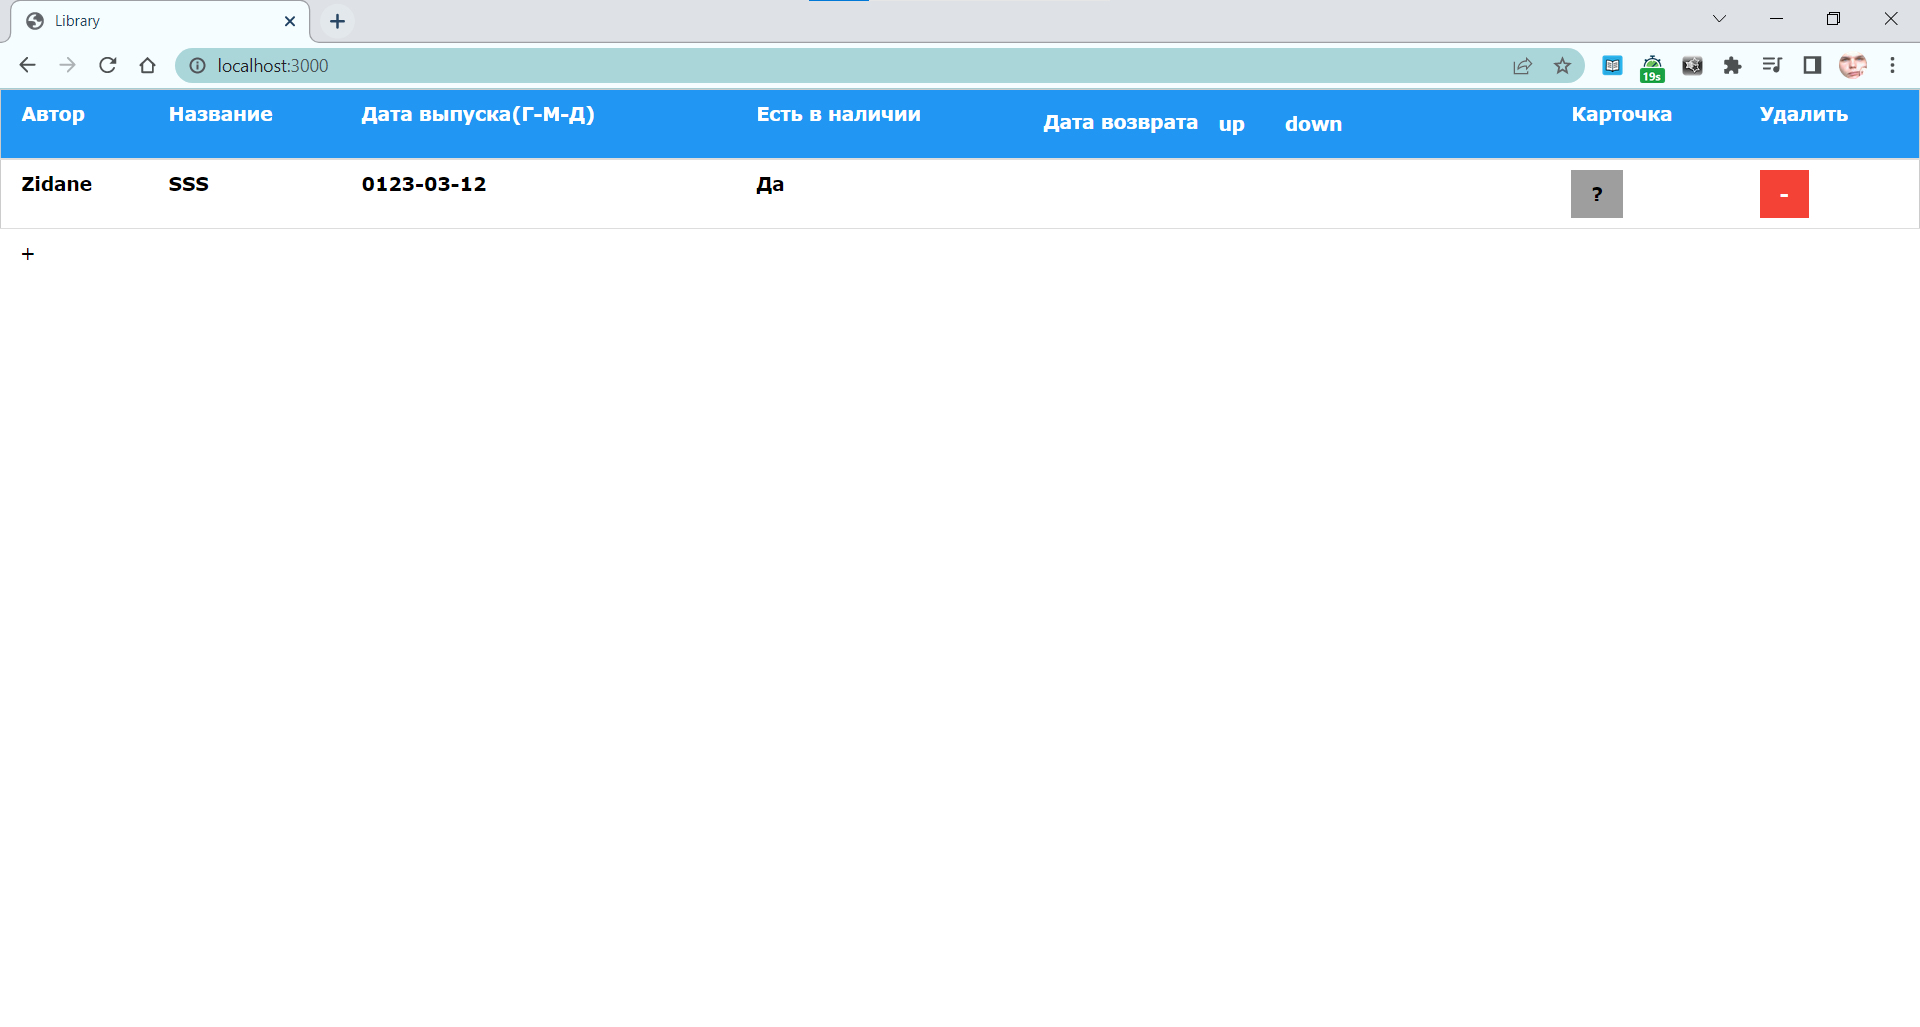 Library
localhost:3000
19s
Автор Название Дата выпуска(Г-М-Д) Есть в наличии Дата возврата up down Карточка Удалить
Zidane SSS 0123-03-12 Да ? -
+